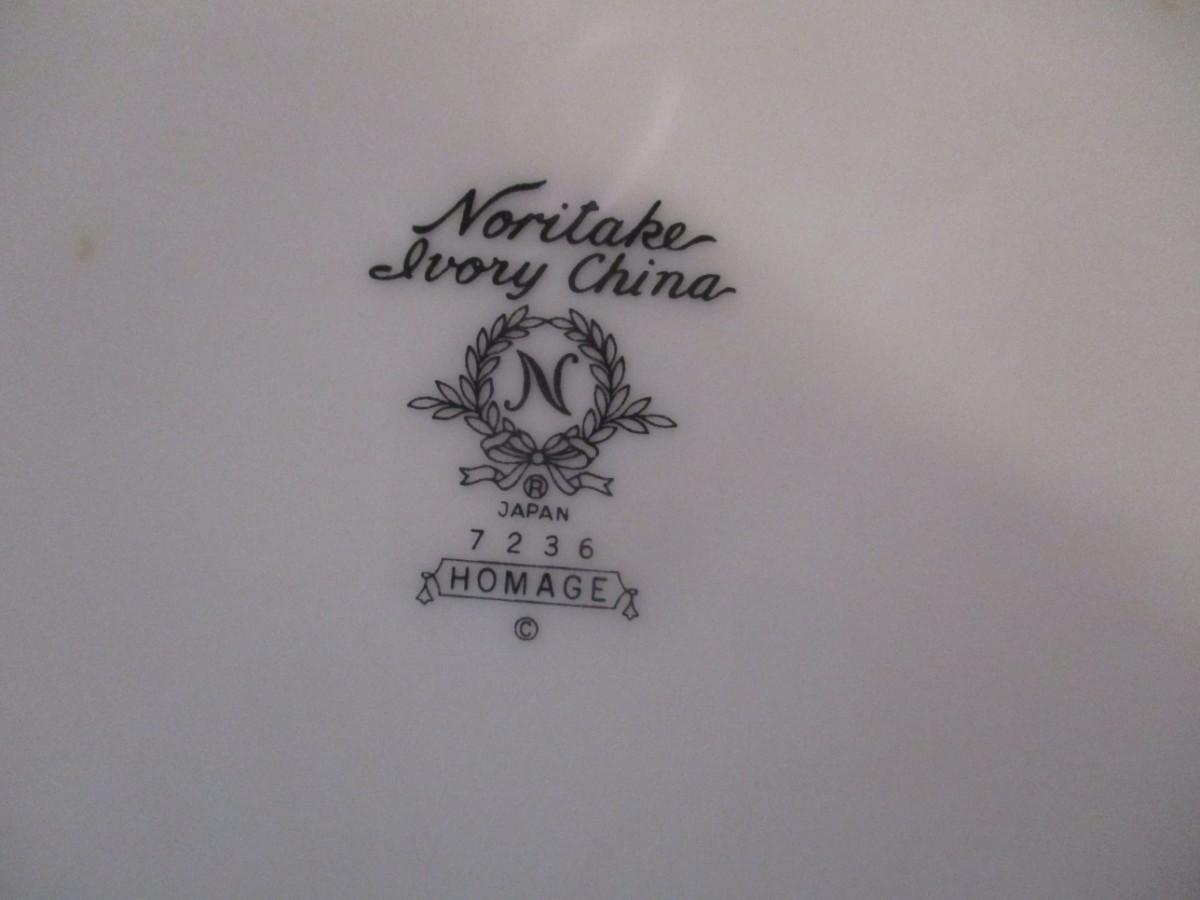 Noritake
Ivory China
N
®
JAPAN
7236
HOMAGE
©